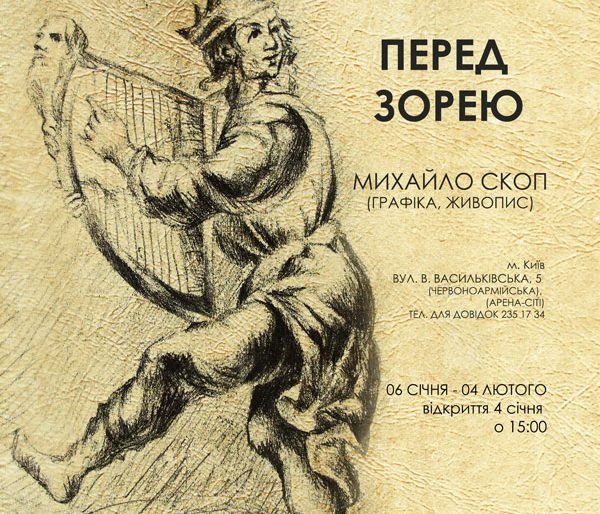 ПЕРЕД
ЗОРЕЮ
МИХАЙЛО СКОП
(ГРАФІКА, ЖИВОПИС)
м. Київ
ВУЛ. В. ВАСИЛЬКІВСЬКА, 5
(ЧЕРВОНОАРМІЙСЬКА),
(АРЕНА-СІТІ)
ТЕЛ. ДЛЯ ДОВІДОК 235 17 34
06 СІЧНЯ - 04 ЛЮТОГО
відкриття 4 січня
о 15:00